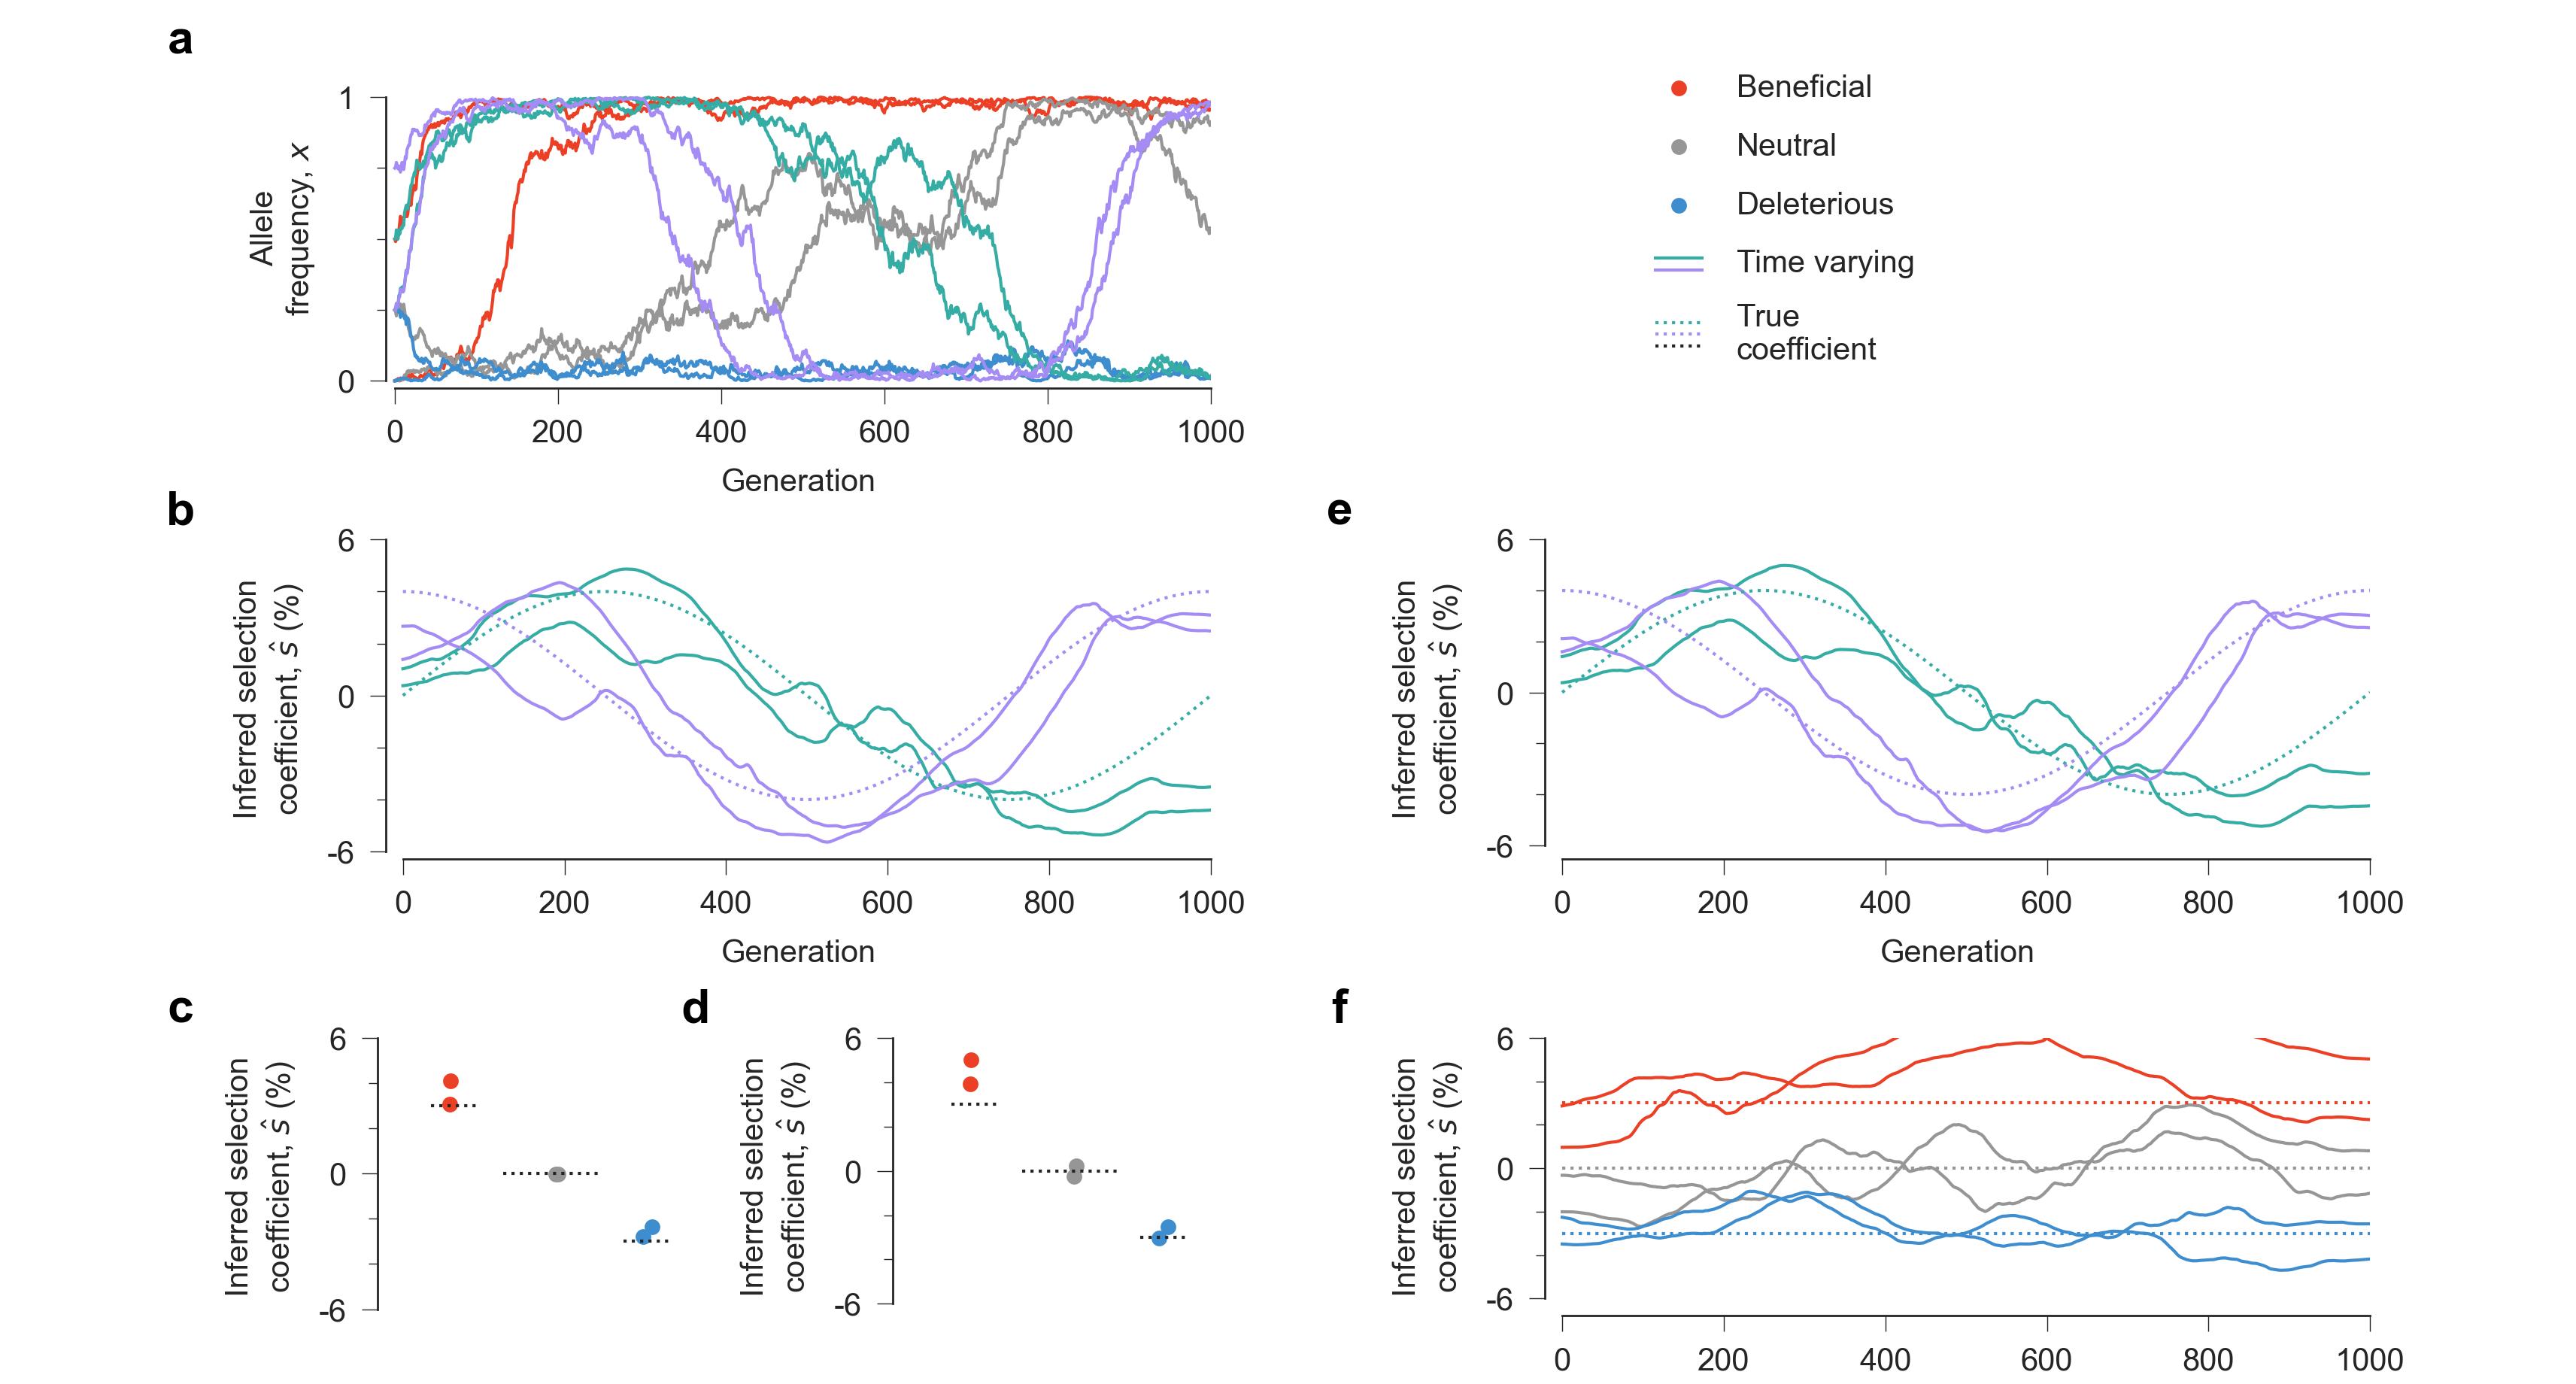 a
1
0
Allele
frequency, x
0 200 400 600 800 1000
Generation
Beneficial
Neutral
Deleterious
Time varying
True
coefficient
b
6
0
-6
Inferred selection
coefficient, ŝ (%)
0 200 400 600 800 1000
Generation
e
6
0
-6
Inferred selection
coefficient, ŝ (%)
0 200 400 600 800 1000
Generation
c
6
0
-6
Inferred selection
coefficient, ŝ (%)
d
6
0
-6
Inferred selection
coefficient, ŝ (%)
f
6
0
-6
Inferred selection
coefficient, ŝ (%)
0 200 400 600 800 1000